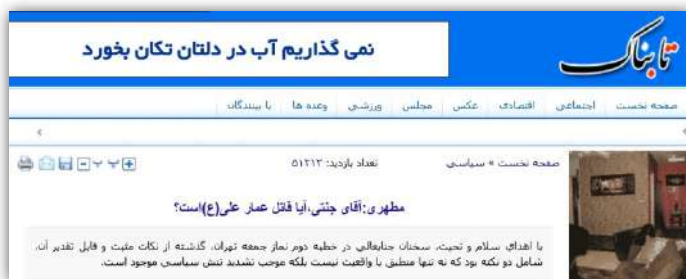 تابناک
نمی گذاریم آب در دلتان تکان بخورد
صفحه نخست اجتماعی اقتصادی عکس مجلس ورزشی وعده ها با بینندگان
صفحه نخست » سیاسی
تعداد بازدید: ۵۱۲۱۲
مطهری:آقای جنتی،آیا قاتل عمار علی(ع)است؟
با اهدای سلام و تحیت، سخنان جنابعالی در خطبه دوم نماز جمعه تهران، گذشته از نکات مثبت و قابل تقدیر آن،
شامل دو نکته بود که نه تنها منطبق با واقعیت نیست بلکه موجب تشدید تنش سیاسی موجود است.